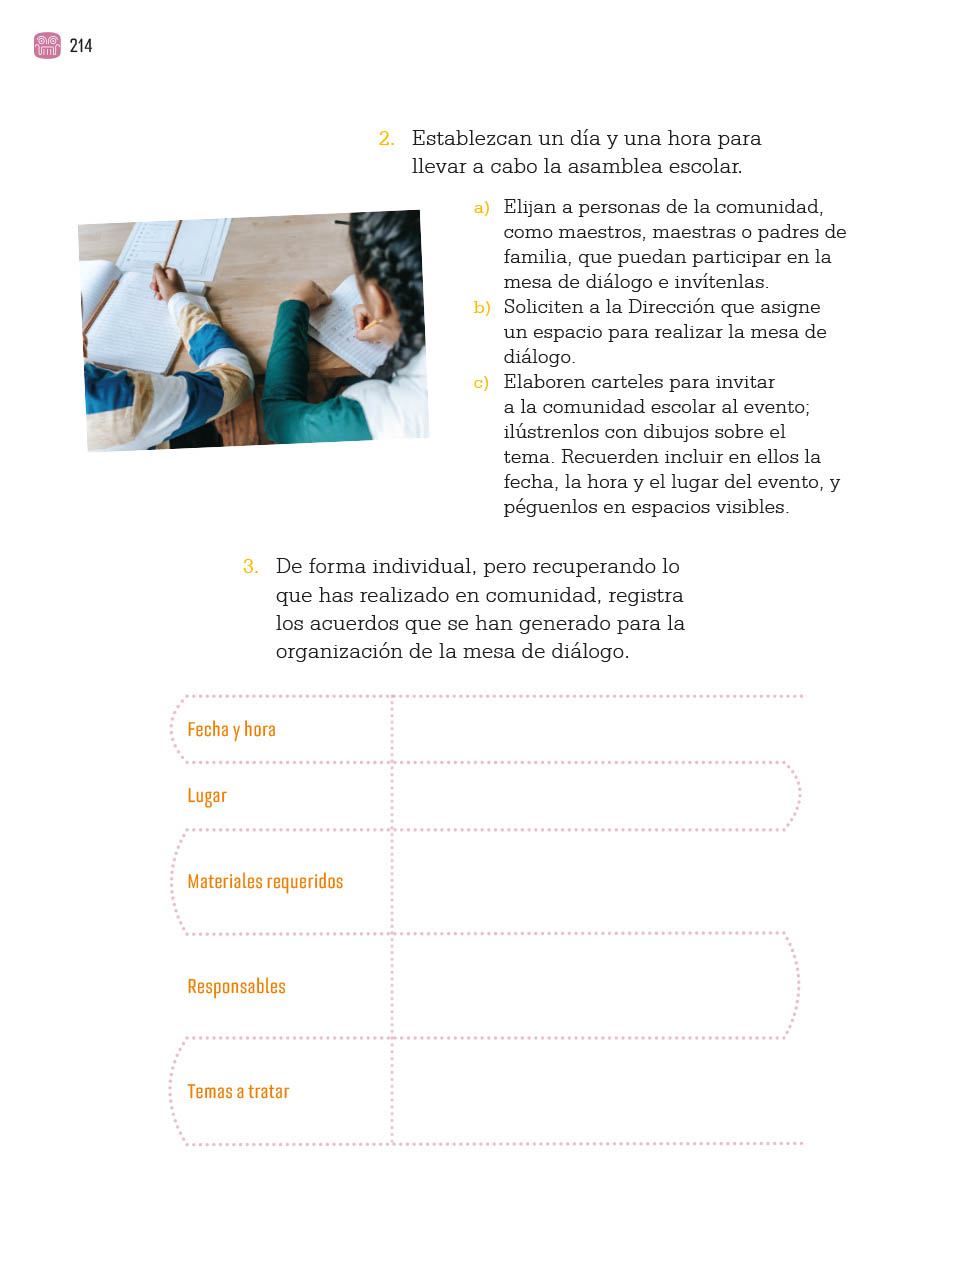 214
2. Establezcan un día y una hora para
llevar a cabo la asamblea escolar.
a) Elijan a personas de la comunidad,
como maestros, maestras o padres de
familia, que puedan participar en la
mesa de diálogo e invítenlas.
b) Soliciten a la Dirección que asigne
un espacio para realizar la mesa de
diálogo.
c) Elaboren carteles para invitar
a la comunidad escolar al evento;
ilústrenlos con dibujos sobre el
tema. Recuerden incluir en ellos la
fecha, la hora y el lugar del evento, y
péguenlos en espacios visibles.
3. De forma individual, pero recuperando lo
que has realizado en comunidad, registra
los acuerdos que se han generado para la
organización de la mesa de diálogo.
Fecha y hora
Lugar
Materiales requeridos
Responsables
Temas a tratar